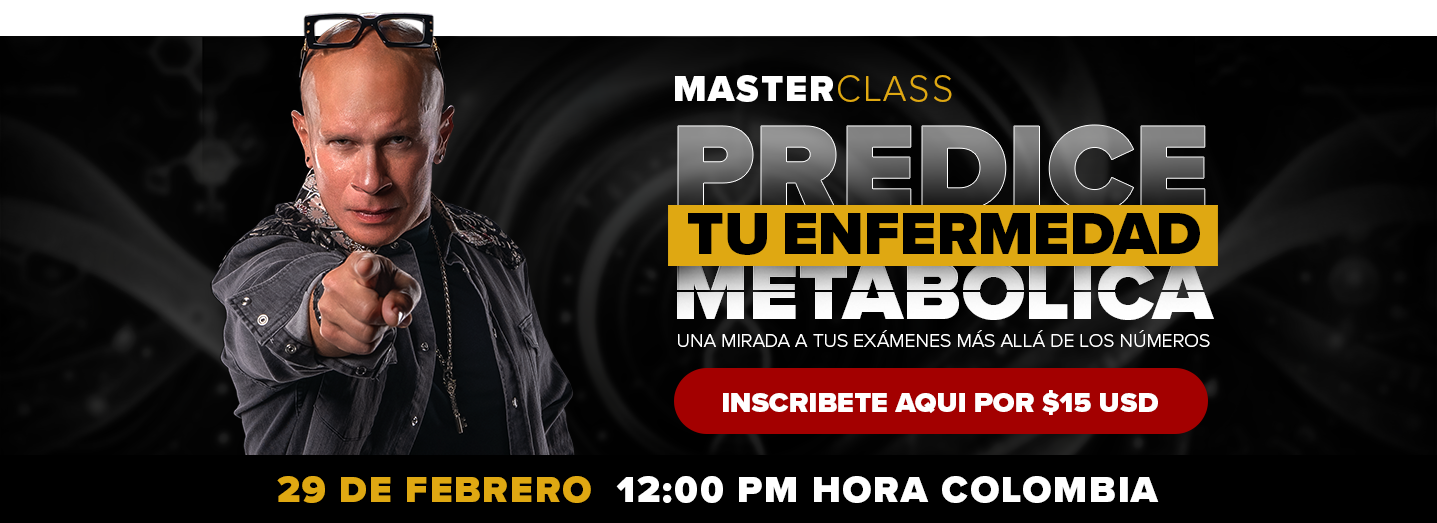 MASTERCLASS
PREDICE
TU ENFERMEDAD
METABOLICA
UNA MIRADA A TUS EXÁMENES MÁS ALLÁ DE LOS NÚMEROS
INSCRIBETE AQUI POR $15 USD
29 DE FEBRERO 12:00 PM HORA COLOMBIA